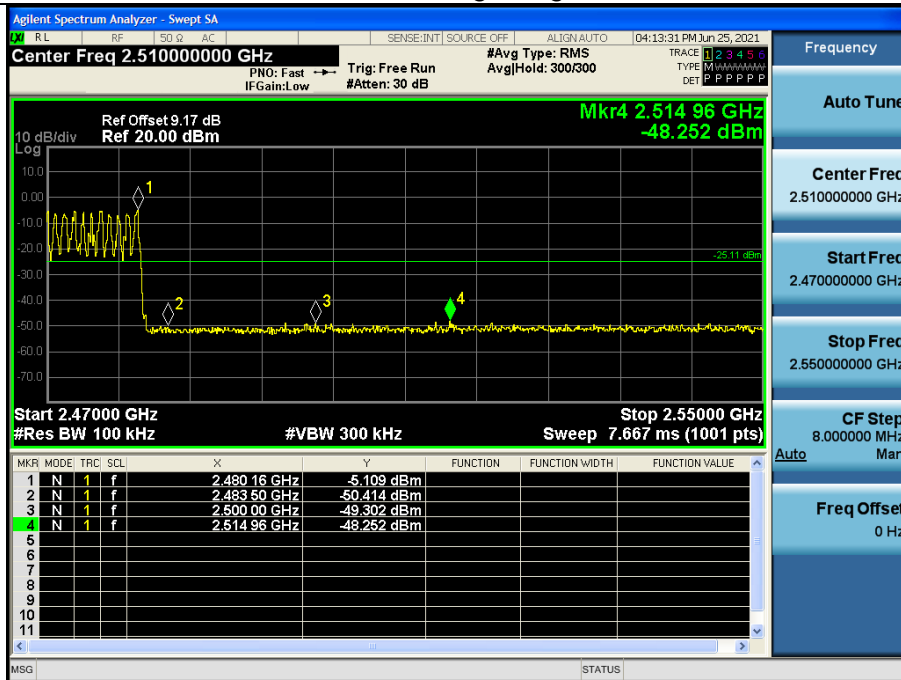 Agilent Spectrum Analyzer - Swept SA
LXI RL RF 50 Ω AC SENSE:INT SOURCE OFF ALIGN AUTO 04:13:31 PM Jun 25, 2021
Center Freq 2.510000000 GHz
PNO: Fast
IFGain:Low
Trig: Free Run
#Atten: 30 dB
#Avg Type: RMS
Avg|Hold: 300/300
TRACE 1 2 3 4 5 6
TYPE M
DET P P P P P P
Mkr4 2.514 96 GHz
-48.252 dBm
Ref Offset 9.17 dB
10 dB/div Ref 20.00 dBm
Log
10.0
0.00
-10.0
-20.0
-30.0
-40.0
-50.0
-60.0
-70.0
1
2
3
4
-25.11 dBm
Start 2.47000 GHz Stop 2.55000 GHz
#Res BW 100 kHz #VBW 300 kHz Sweep 7.667 ms (1001 pts)
MKR MODE TRC SCL X Y FUNCTION FUNCTION WIDTH FUNCTION VALUE
1 N 1 f 2.480 16 GHz -5.109 dBm
2 N 1 f 2.483 50 GHz -50.414 dBm
3 N 1 f 2.500 00 GHz -49.302 dBm
4 N 1 f 2.514 96 GHz -48.252 dBm
5
6
7
8
9
10
11
MSG STATUS
Frequency
Auto Tune
Center Freq
2.510000000 GHz
Start Freq
2.470000000 GHz
Stop Freq
2.550000000 GHz
CF Step
8.000000 MHz
Auto Man
Freq Offset
0 Hz